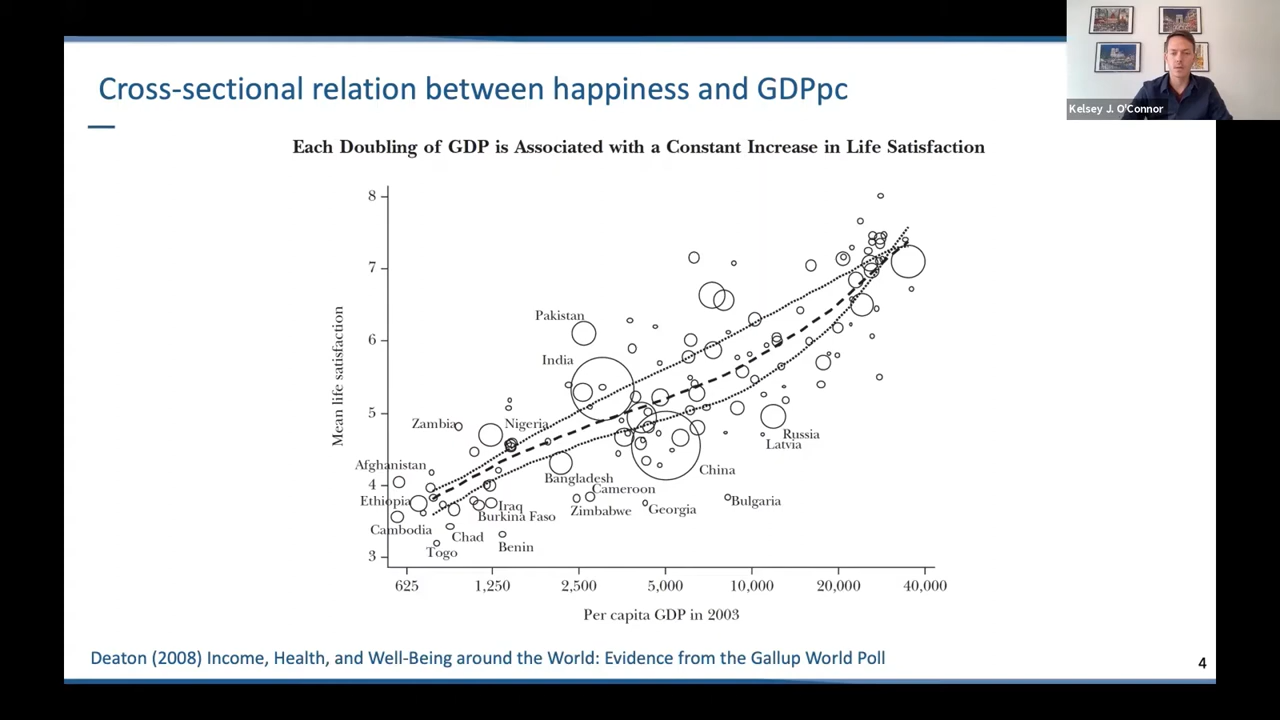 Kelsey J. O'Connor
Cross-sectional relation between happiness and GDPpc
Each Doubling of GDP is Associated with a Constant Increase in Life Satisfaction
Mean life satisfaction
8
7
6
5
4
3
Pakistan
India
Zambia
Nigeria
Russia
Latvia
Afghanistan
China
Bangladesh
Cameroon
Ethiopia
Iraq
Bulgaria
Zimbabwe
Georgia
Burkina Faso
Cambodia
Chad
Togo
Benin
625 1,250 2,500 5,000 10,000 20,000 40,000
Per capita GDP in 2003
Deaton (2008) Income, Health, and Well-Being around the World: Evidence from the Gallup World Poll
4